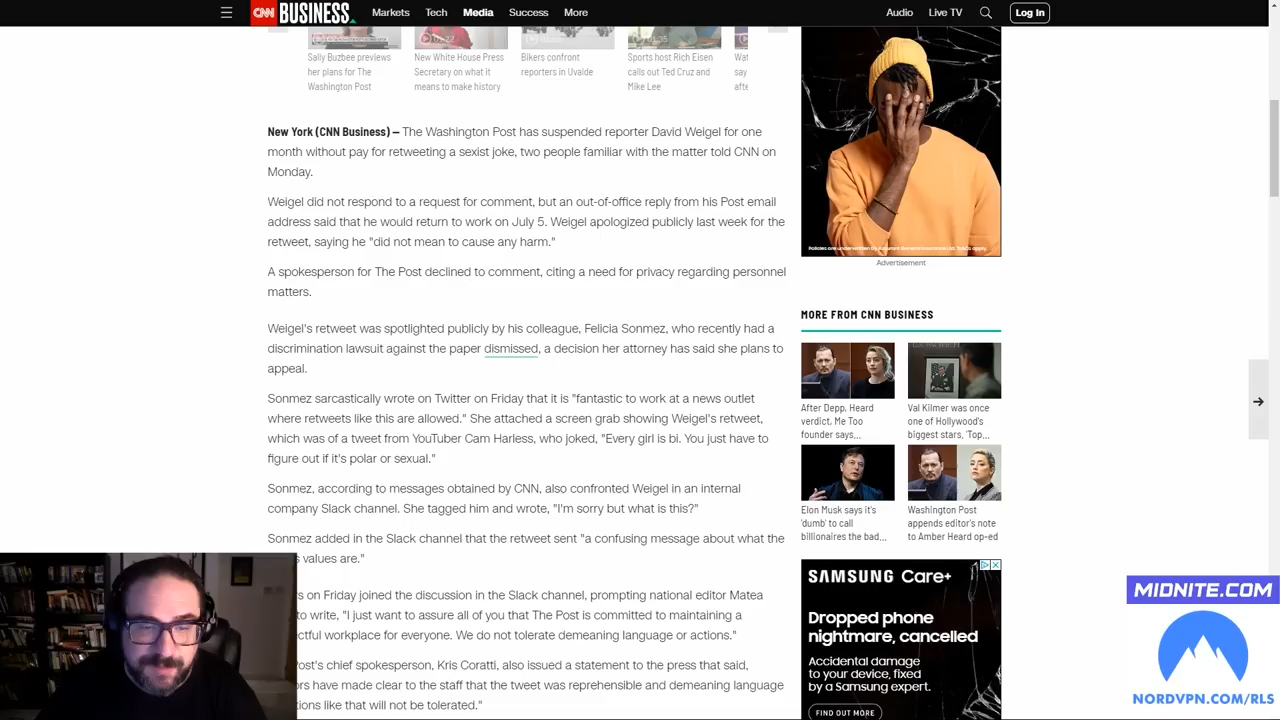 CNN BUSINESS
Markets
Tech
Media
Success
More
Audio
Live TV
Log In
Sally Buzbee previews
her plans for The
Washington Post
New White House Press
Secretary on what it
means to make history
Bikers confront
reporters in Uvalde
Sports host Rich Eisen
calls out Ted Cruz and
Mike Lee
Wat
say
afte
New York (CNN Business) — The Washington Post has suspended reporter David Weigel for one
month without pay for retweeting a sexist joke, two people familiar with the matter told CNN on
Monday.
Weigel did not respond to a request for comment, but an out-of-office reply from his Post email
address said that he would return to work on July 5. Weigel apologized publicly last week for the
retweet, saying he "did not mean to cause any harm."
A spokesperson for The Post declined to comment, citing a need for privacy regarding personnel
matters.
Weigel's retweet was spotlighted publicly by his colleague, Felicia Sonmez, who recently had a
discrimination lawsuit against the paper dismissed, a decision her attorney has said she plans to
appeal.
Sonmez sarcastically wrote on Twitter on Friday that it is "fantastic to work at a news outlet
where retweets like this are allowed." She attached a screen grab showing Weigel's retweet,
which was of a tweet from YouTuber Cam Harless, who joked, "Every girl is bi. You just have to
figure out if it's polar or sexual."
Sonmez, according to messages obtained by CNN, also confronted Weigel in an internal
company Slack channel. She tagged him and wrote, "I'm sorry but what is this?"
Sonmez added in the Slack channel that the retweet sent "a confusing message about what the
values are."
on Friday joined the discussion in the Slack channel, prompting national editor Matea
to write, "I just want to assure all of you that The Post is committed to maintaining a
ctful workplace for everyone. We do not tolerate demeaning language or actions."
Post's chief spokesperson, Kris Coratti, also issued a statement to the press that said,
ors have made clear to the staff that the tweet was reprehensible and demeaning language
tions like that will not be tolerated."
Advertisement
MORE FROM CNN BUSINESS
After Depp, Heard
verdict, Me Too
founder says...
Val Kilmer was once
one of Hollywood's
biggest stars, 'Top...
Elon Musk says it's
'dumb' to call
billionaires the bad...
Washington Post
appends editor's note
to Amber Heard op-ed
SAMSUNG Care+
Dropped phone
nightmare, cancelled
Accidental damage
to your device, fixed
by a Samsung expert.
FIND OUT MORE
MIDNITE.COM
NORDVPN.COM/RLS